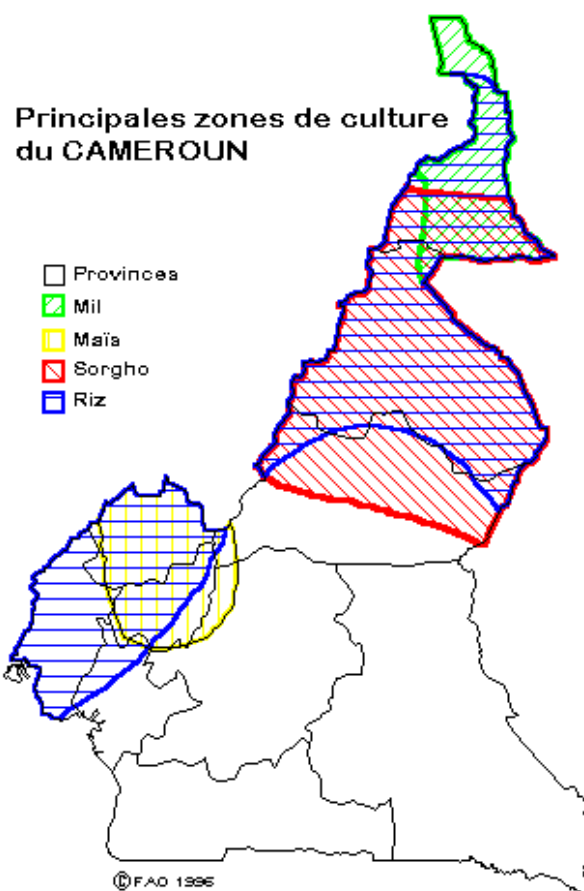 Principales zones de culture
du CAMEROUN
Provinces
Mil
Maïs
Sorgho
Riz
©FAO 1996